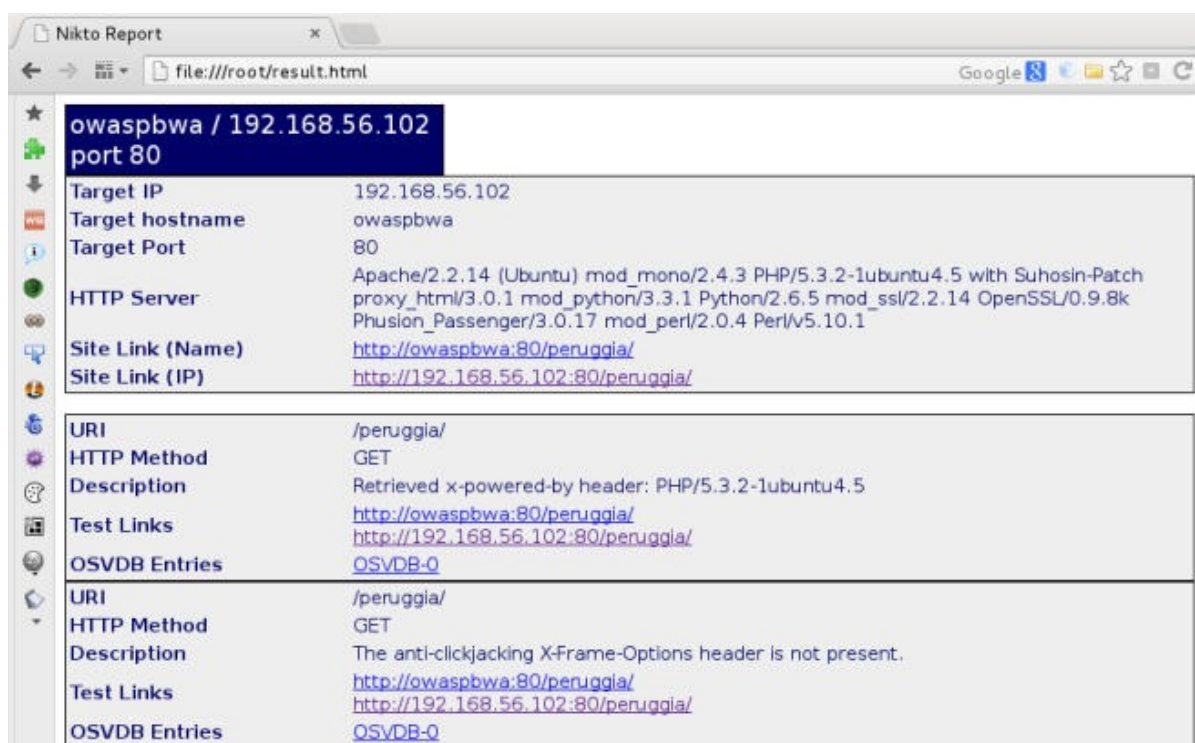 Nikto Report
file:///root/result.html
Google
owaspbwa / 192.168.56.102
port 80
Target IP 192.168.56.102
Target hostname owaspbwa
Target Port 80
HTTP Server Apache/2.2.14 (Ubuntu) mod_mono/2.4.3 PHP/5.3.2-1ubuntu4.5 with Suhosin-Patch
proxy_html/3.0.1 mod_python/3.3.1 Python/2.6.5 mod_ssl/2.2.14 OpenSSL/0.9.8k
Phusion_Passenger/3.0.17 mod_perl/2.0.4 Perl/v5.10.1
Site Link (Name) http://owaspbwa:80/peruggia/
Site Link (IP) http://192.168.56.102:80/peruggia/
URI /peruggia/
HTTP Method GET
Description Retrieved x-powered-by header: PHP/5.3.2-1ubuntu4.5
Test Links http://owaspbwa:80/peruggia/
http://192.168.56.102:80/peruggia/
OSVDB Entries OSVDB-0
URI /peruggia/
HTTP Method GET
Description The anti-clickjacking X-Frame-Options header is not present.
Test Links http://owaspbwa:80/peruggia/
http://192.168.56.102:80/peruggia/
OSVDB Entries OSVDB-0